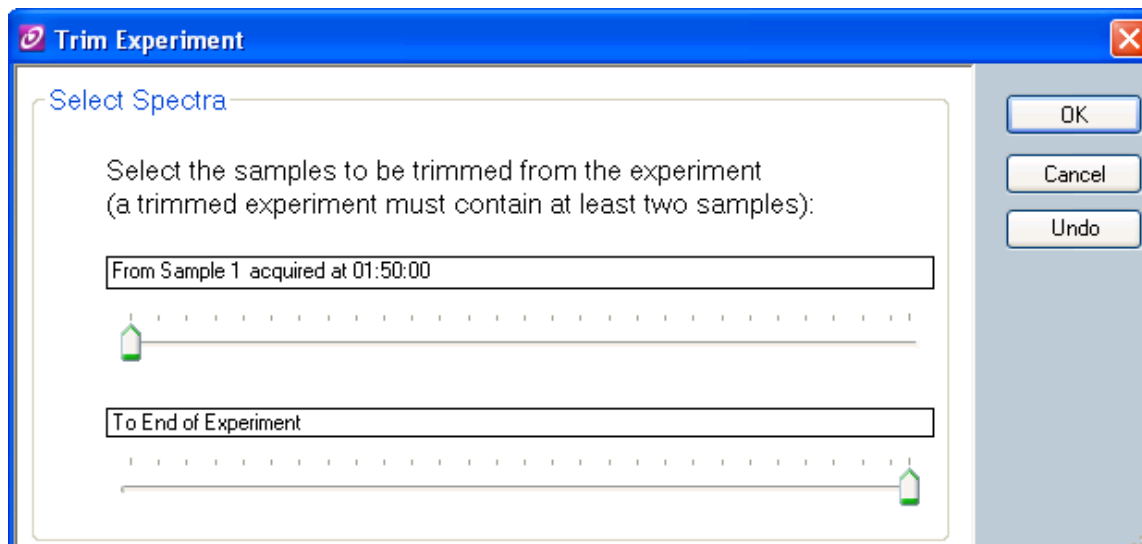 Trim Experiment
Select Spectra
OK
Select the samples to be trimmed from the experiment
(a trimmed experiment must contain at least two samples):
Cancel
Undo
From Sample 1 acquired at 01:50:00
To End of Experiment